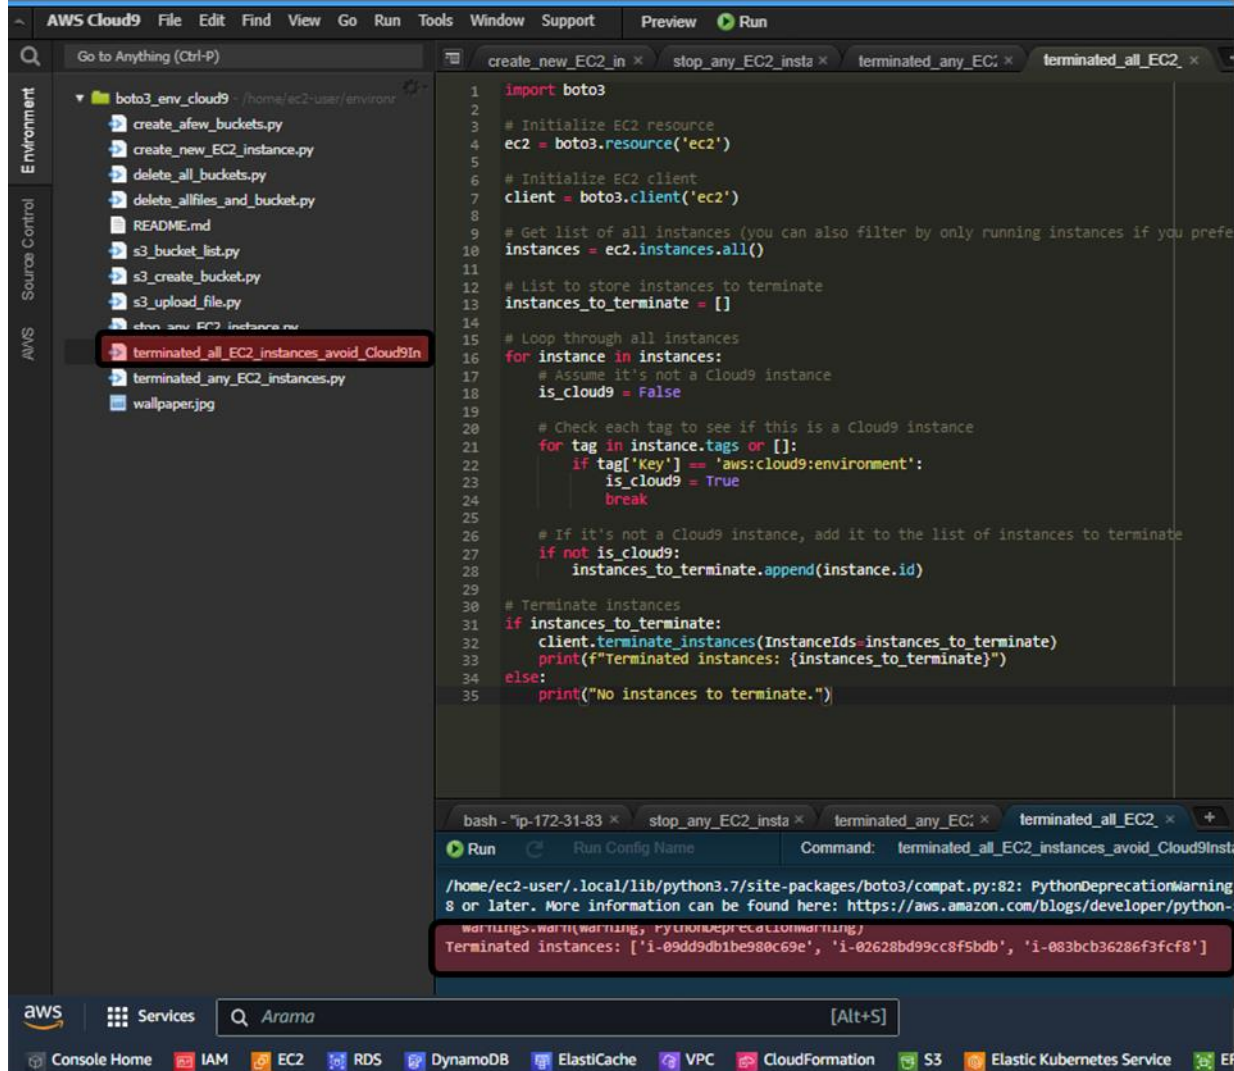 AWS Cloud9 File Edit Find View Go Run Tools Window Support Preview Run
Go to Anything (Ctrl-P)
Environment
Source Control
AWS
boto3_env_cloud9 - /home/ec2-user/environr
create_afew_buckets.py
create_new_EC2_instance.py
delete_all_buckets.py
delete_allfiles_and_bucket.py
README.md
s3_bucket_list.py
s3_create_bucket.py
s3_upload_file.py
stop_any_EC2_instance.py
terminated_all_EC2_instances_avoid_Cloud9In
terminated_any_EC2_instances.py
wallpaper.jpg
create_new_EC2_in × stop_any_EC2_insta × terminated_any_EC: × terminated_all_EC2_ ×
1 import boto3
2
3 # Initialize EC2 resource
4 ec2 = boto3.resource('ec2')
5
6 # Initialize EC2 client
7 client = boto3.client('ec2')
8
9 # Get list of all instances (you can also filter by only running instances if you prefe
10 instances = ec2.instances.all()
11
12 # List to store instances to terminate
13 instances_to_terminate = []
14
15 # Loop through all instances
16 for instance in instances:
17 # Assume it's not a Cloud9 instance
18 is_cloud9 = False
19
20 # Check each tag to see if this is a Cloud9 instance
21 for tag in instance.tags or []:
22 if tag['Key'] == 'aws:cloud9:environment':
23 is_cloud9 = True
24 break
25
26 # If it's not a Cloud9 instance, add it to the list of instances to terminate
27 if not is_cloud9:
28 instances_to_terminate.append(instance.id)
29
30 # Terminate instances
31 if instances_to_terminate:
32 client.terminate_instances(InstanceIds=instances_to_terminate)
33 print(f"Terminated instances: {instances_to_terminate}")
34 else:
35 print("No instances to terminate.")
bash - "ip-172-31-83 × stop_any_EC2_insta × terminated_any_EC: × terminated_all_EC2_ × +
Run Run Config Name Command: terminated_all_EC2_instances_avoid_Cloud9Insta
/home/ec2-user/.local/lib/python3.7/site-packages/boto3/compat.py:82: PythonDeprecationWarning
8 or later. More information can be found here: https://aws.amazon.com/blogs/developer/python-
warnings.warn(warning, PythonDeprecationWarning)
Terminated instances: ['i-09dd9db1be980c69e', 'i-02628bd99cc8f5bdb', 'i-083bcb36286f3fcf8']
aws Services Arama [Alt+S]
Console Home IAM EC2 RDS DynamoDB ElastiCache VPC CloudFormation S3 Elastic Kubernetes Service EF